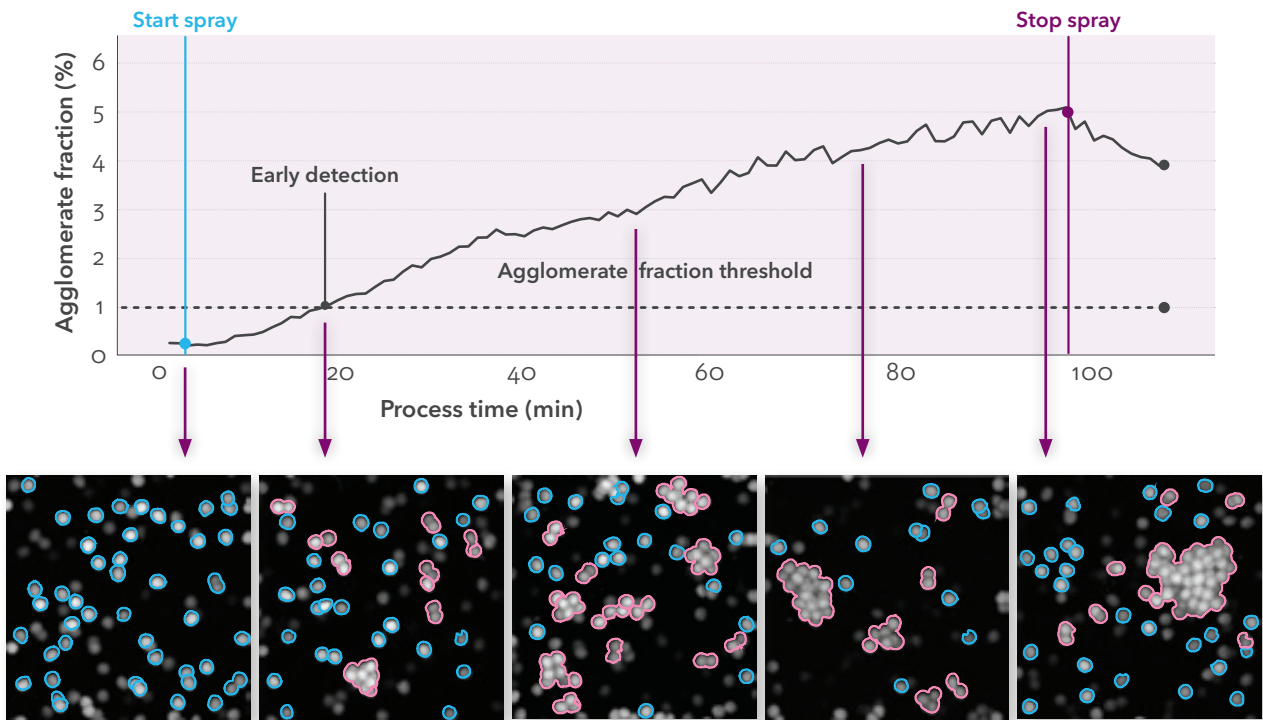 Start spray
Stop spray
Agglomerate fraction (%)
6
5
4
3
2
1
0
Early detection
Agglomerate fraction threshold
0
20
40
60
80
100
Process time (min)